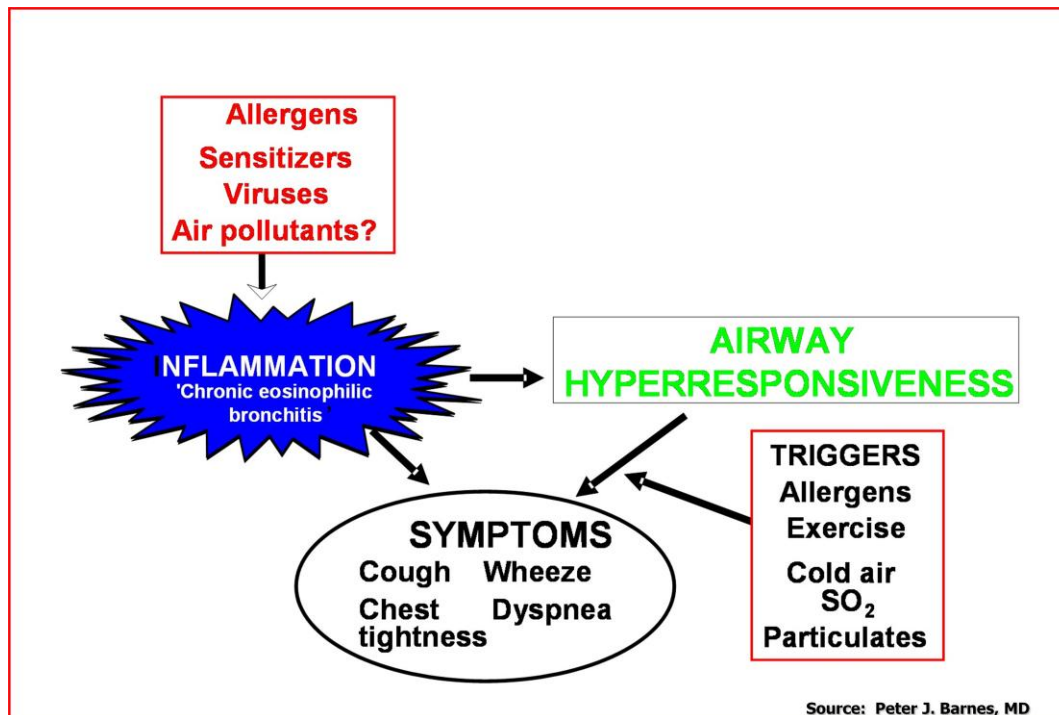 Allergens
Sensitizers
Viruses
Air pollutants?
INFLAMMATION
'Chronic eosinophilic
bronchitis'
AIRWAY
HYPERRESPONSIVENESS
SYMPTOMS
Cough Wheeze
Chest Dyspnea
tightness
TRIGGERS
Allergens
Exercise
Cold air
SO₂
Particulates
Source: Peter J. Barnes, MD